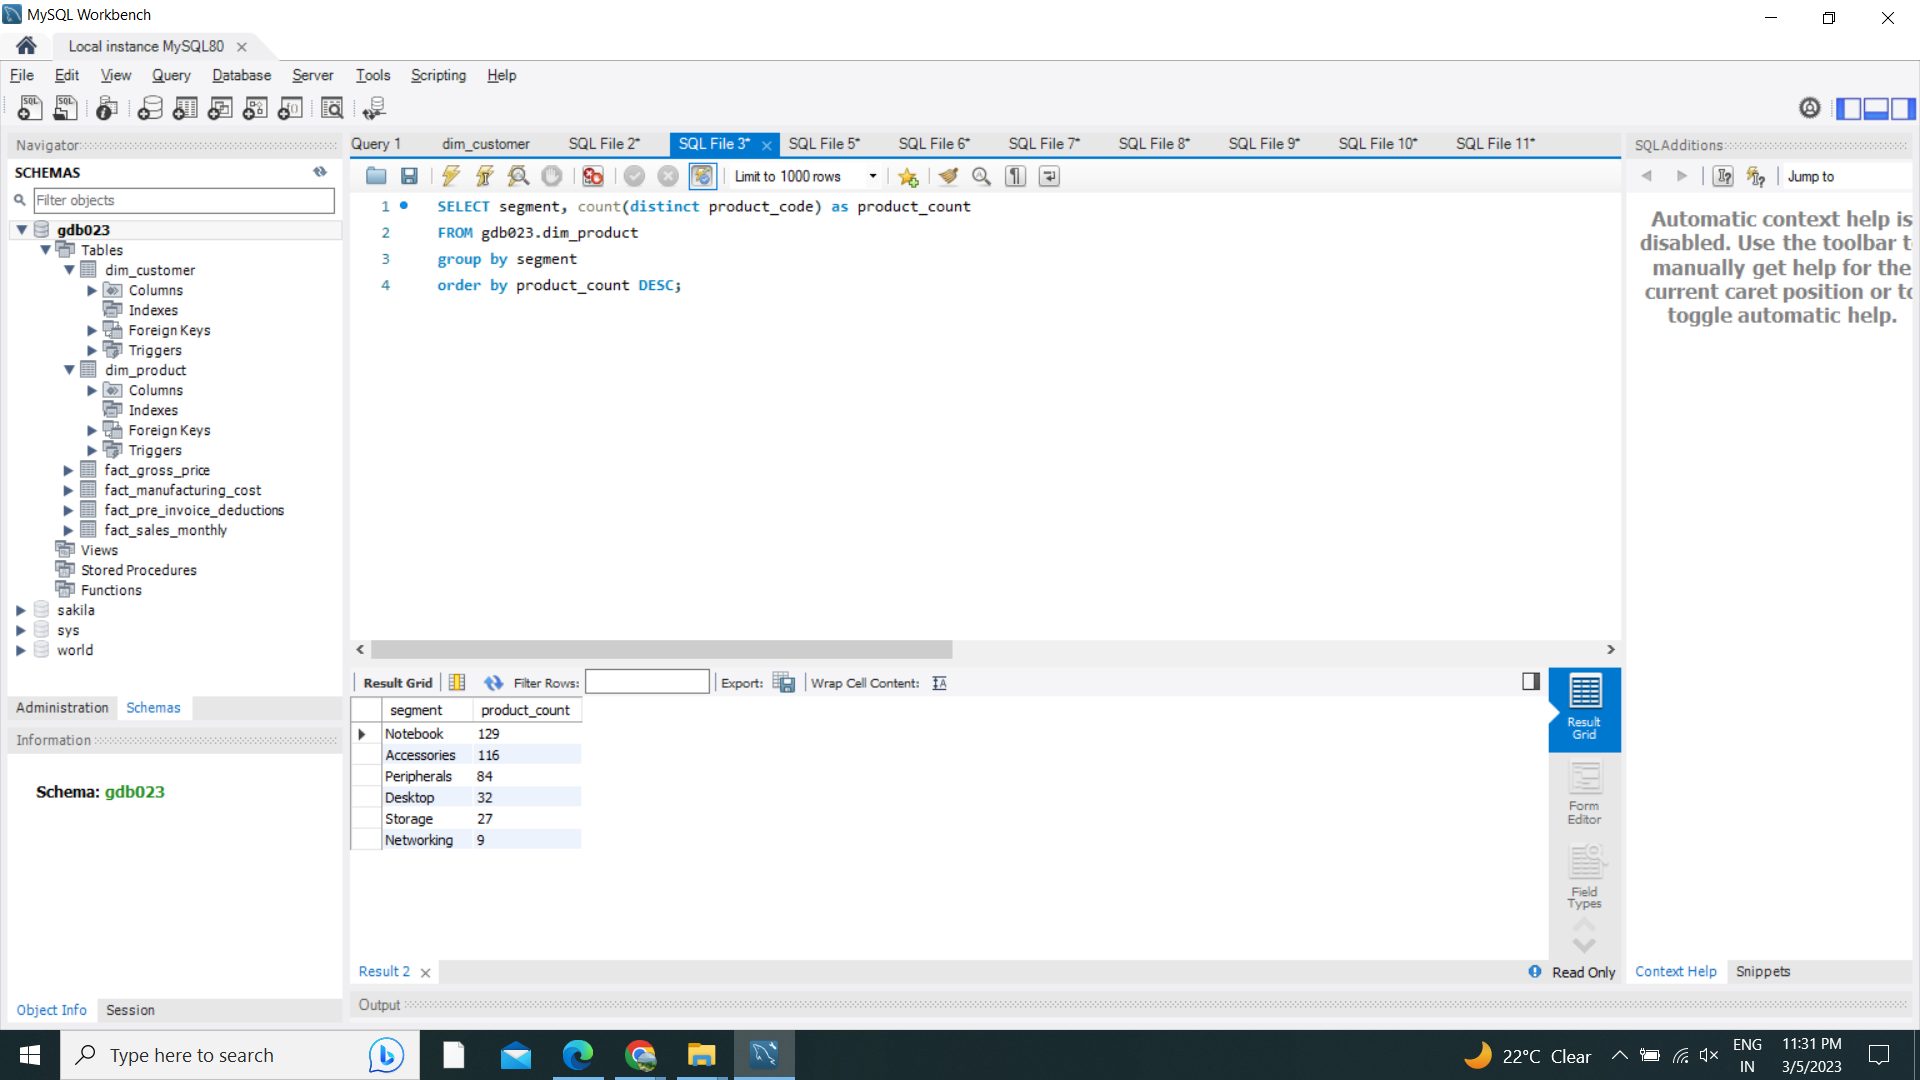 MySQL Workbench
Local instance MySQL80
File Edit View Query Database Server Tools Scripting Help
Navigator
SCHEMAS
Filter objects
gdb023
Tables
dim_customer
Columns
Indexes
Foreign Keys
Triggers
dim_product
Columns
Indexes
Foreign Keys
Triggers
fact_gross_price
fact_manufacturing_cost
fact_pre_invoice_deductions
fact_sales_monthly
Views
Stored Procedures
Functions
sakila
sys
world
Administration Schemas
Information
Schema: gdb023
Object Info Session
Query 1 dim_customer SQL File 2* SQL File 3* SQL File 5* SQL File 6* SQL File 7* SQL File 8* SQL File 9* SQL File 10* SQL File 11*
Limit to 1000 rows
1 SELECT segment, count(distinct product_code) as product_count
2 FROM gdb023.dim_product
3 group by segment
4 order by product_count DESC;
Result Grid Filter Rows: Export: Wrap Cell Content:
segment product_count
Notebook 129
Accessories 116
Peripherals 84
Desktop 32
Storage 27
Networking 9
Result
Grid
Form
Editor
Field
Types
Result 2 Read Only
Output
SQLAdditions
Jump to
Automatic context help is
disabled. Use the toolbar t
manually get help for the
current caret position or to
toggle automatic help.
Context Help Snippets
Type here to search
22°C Clear
ENG
IN
11:31 PM
3/5/2023